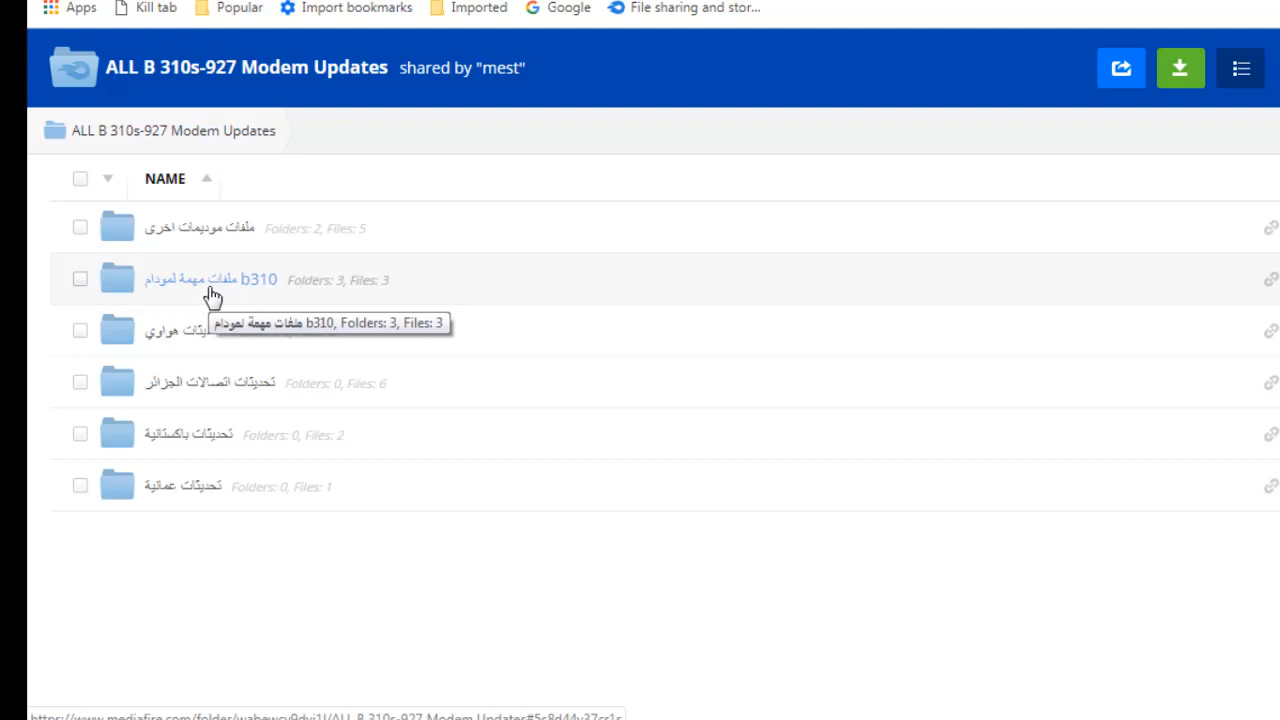 Apps Kill tab Popular Import bookmarks Imported Google File sharing and stor...
ALL B 310s-927 Modem Updates shared by "mest"
ALL B 310s-927 Modem Updates
NAME
ملفات موديمات اخرى Folders: 2, Files: 5
ملفات مهمة لمودام b310 Folders: 3, Files: 3
ملفات مهمة لمودام b310, Folders: 3, Files: 3
هواوي
تحديثات اتصالات الجزائر Folders: 0, Files: 6
تحديثات باكستانية Folders: 0, Files: 2
تحديثات عمانية Folders: 0, Files: 1